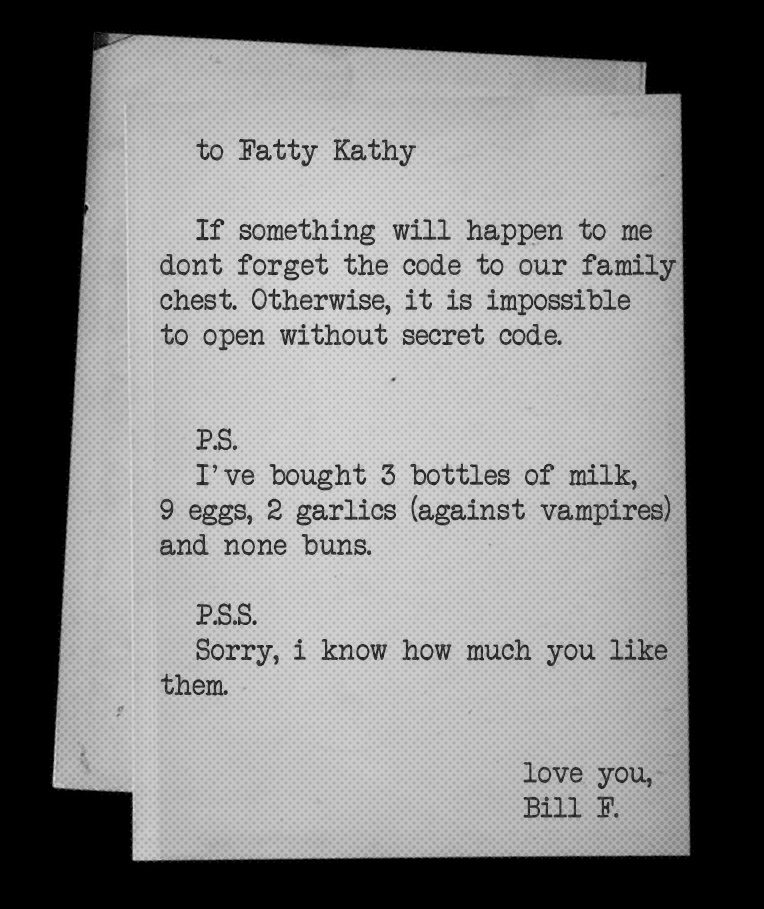 to Fatty Kathy
If something will happen to me
dont forget the code to our family
chest. Otherwise, it is impossible
to open without secret code.
P.S.
I've bought 3 bottles of milk,
9 eggs, 2 garlics (against vampires)
and none buns.
P.S.S.
Sorry, i know how much you like
them.
love you,
Bill F.